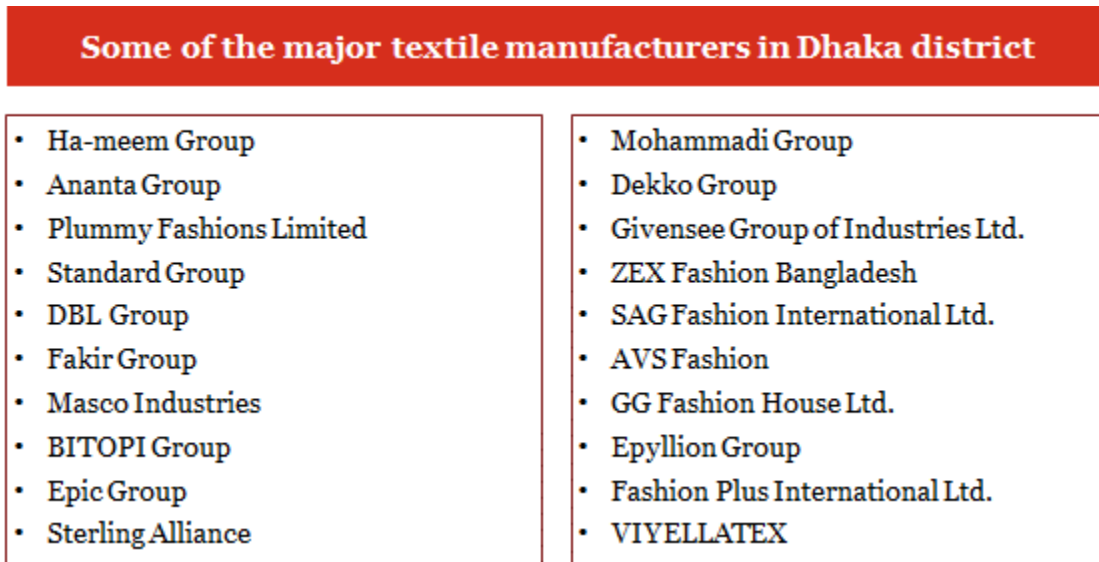 Some of the major textile manufacturers in Dhaka district
• Ha-meem Group
• Ananta Group
• Plummy Fashions Limited
• Standard Group
• DBL Group
• Fakir Group
• Masco Industries
• BITOPI Group
• Epic Group
• Sterling Alliance
• Mohammadi Group
• Dekko Group
• Givensee Group of Industries Ltd.
• ZEX Fashion Bangladesh
• SAG Fashion International Ltd.
• AVS Fashion
• GG Fashion House Ltd.
• Epyllion Group
• Fashion Plus International Ltd.
• VIYELLATEX